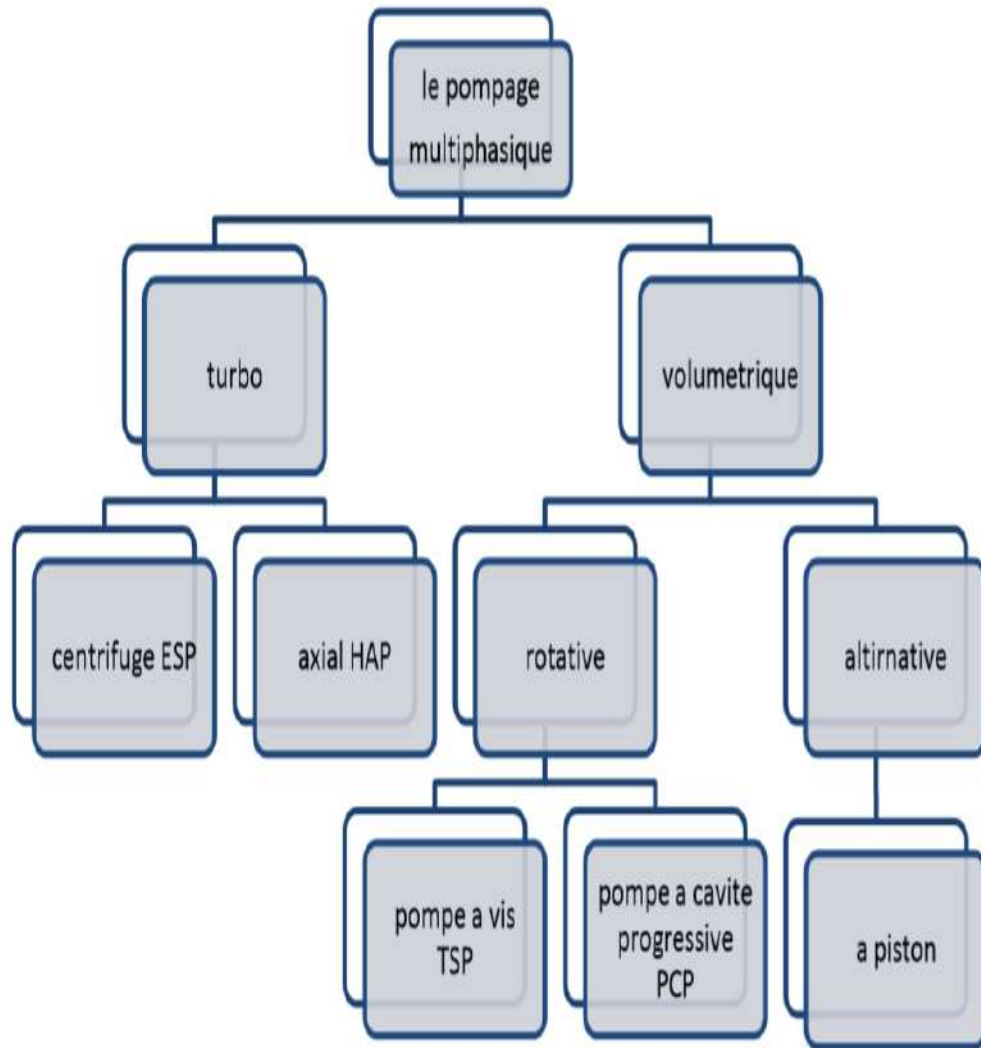 le pompage
multiphasique
turbo
volumetrique
centrifuge ESP
axial HAP
rotative
altirnative
pompe a vis
TSP
pompe a cavite
progressive
PCP
a piston